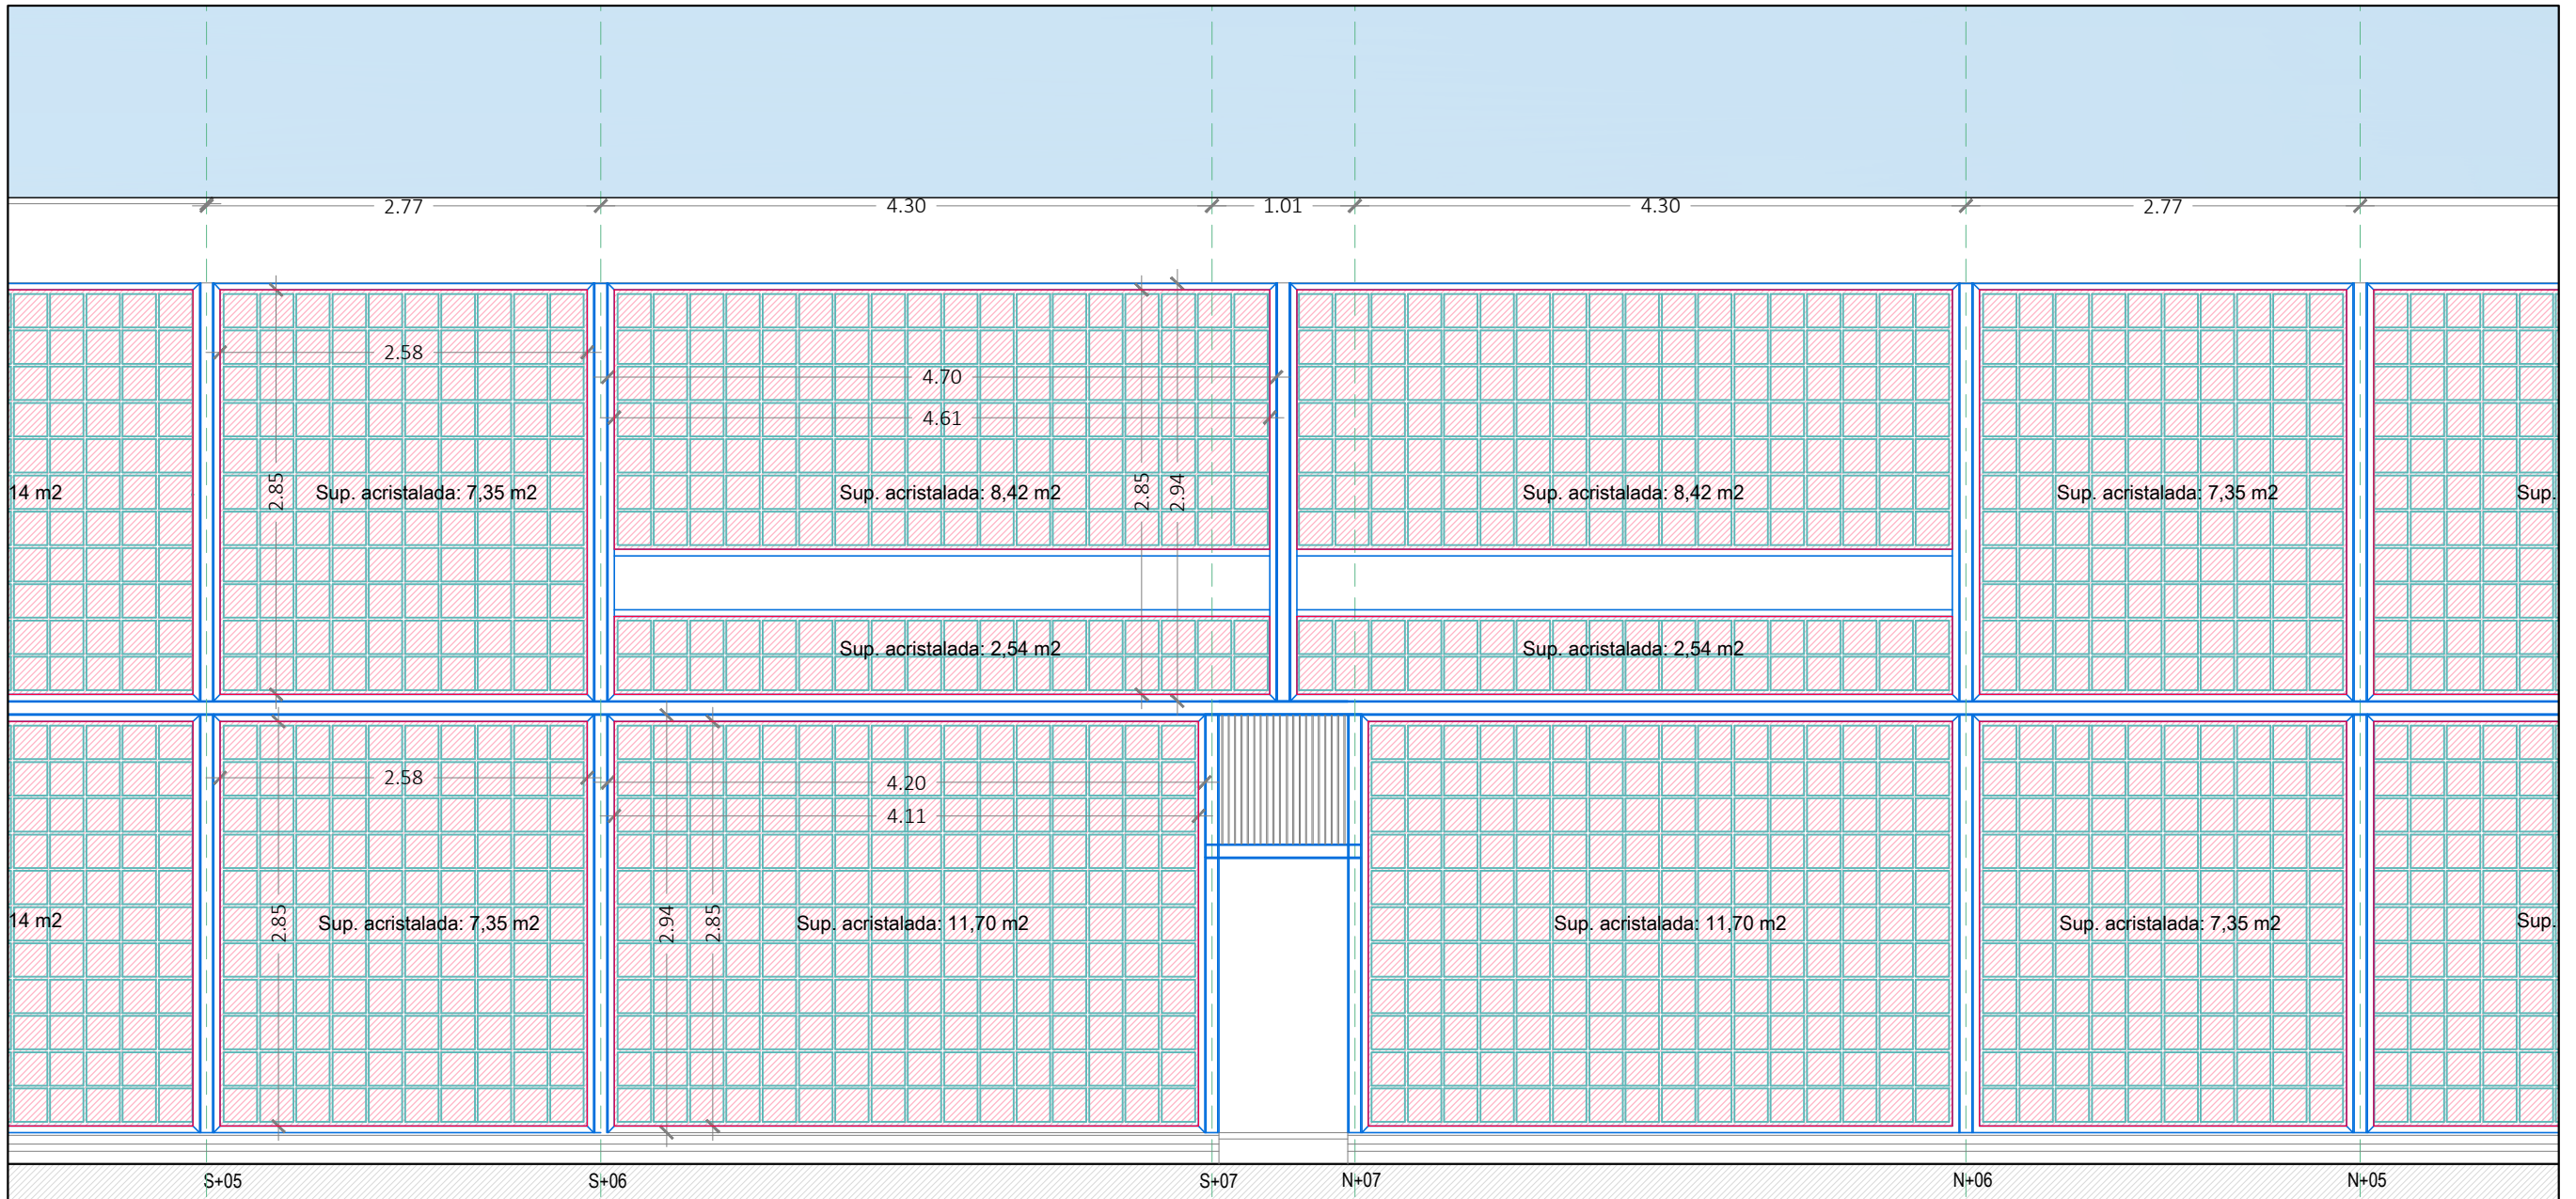 2.77 4.30 1.01 4.30 2.77
2.58
4.70
4.61
2.85 2.85 2.94
14 m2 Sup. acristalada: 7,35 m2 Sup. acristalada: 8,42 m2 Sup. acristalada: 8,42 m2 Sup. acristalada: 7,35 m2 Sup.
Sup. acristalada: 2,54 m2 Sup. acristalada: 2,54 m2
2.58 4.20
4.11
2.85 2.94 2.85
14 m2 Sup. acristalada: 7,35 m2 Sup. acristalada: 11,70 m2 Sup. acristalada: 11,70 m2 Sup. acristalada: 7,35 m2 Sup.
S+05 S+06 S+07 N+07 N+06 N+05